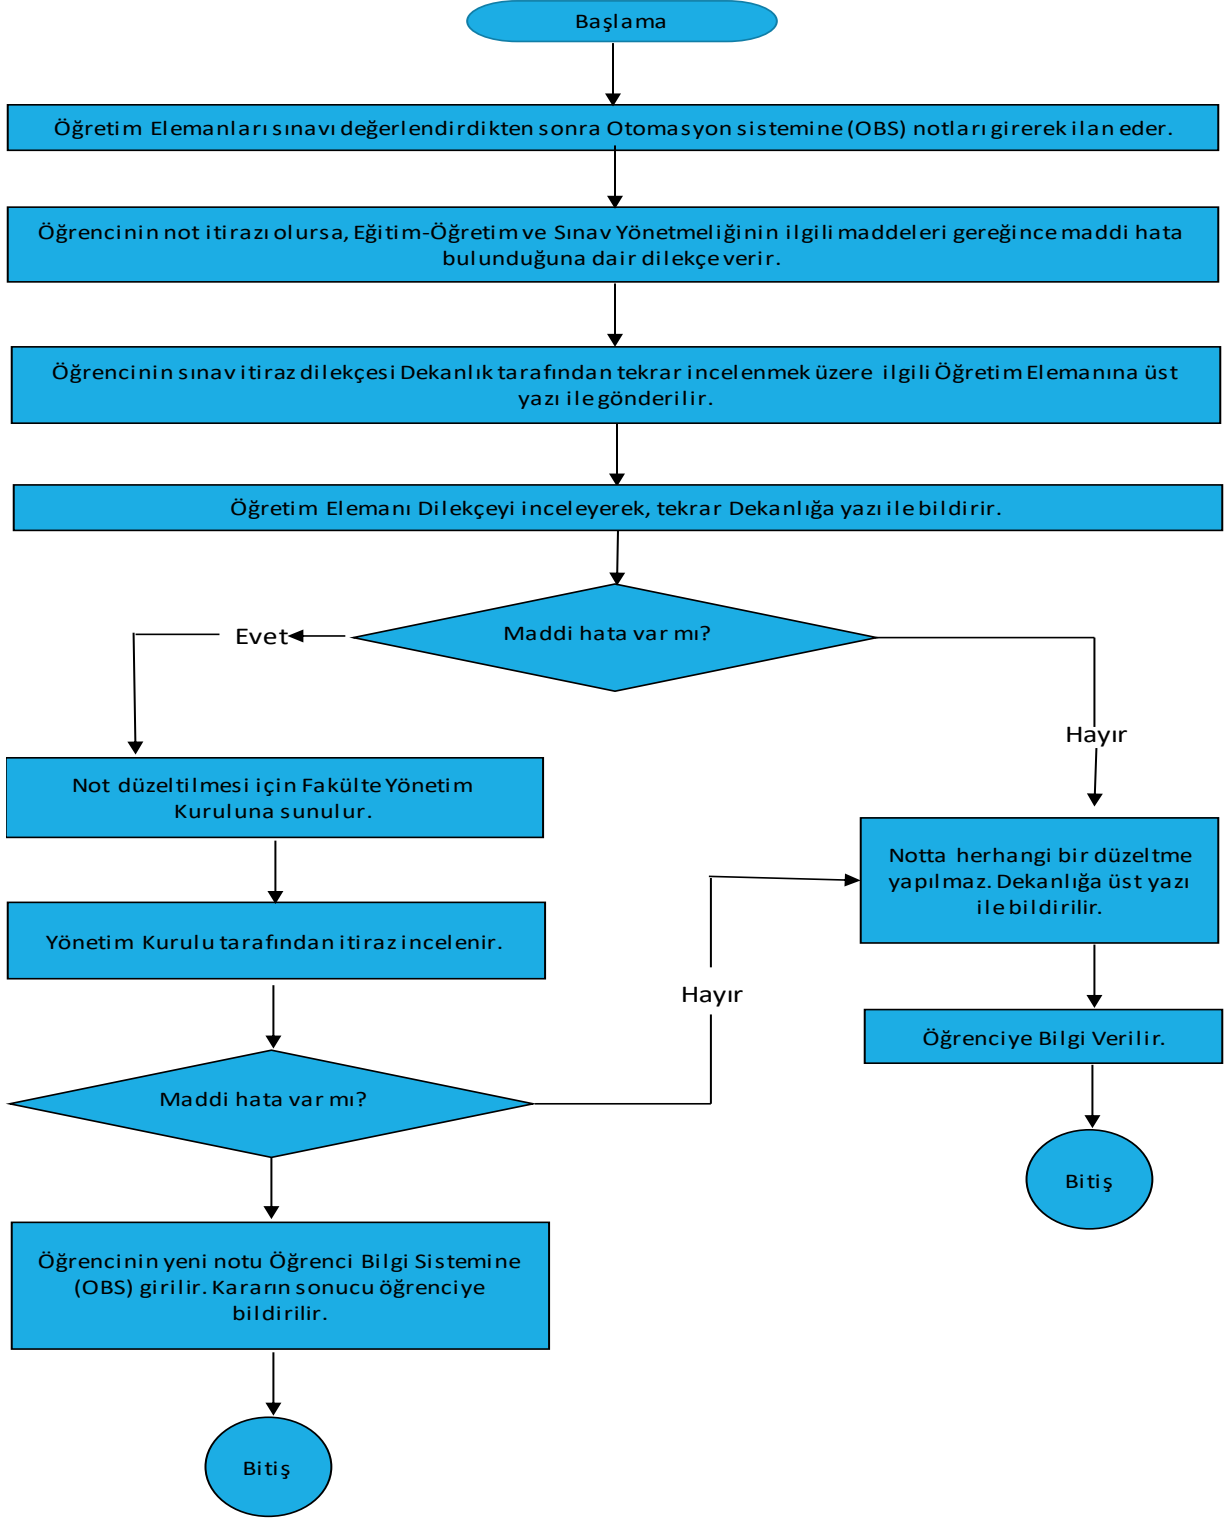 Başlama
Öğretim Elemanları sınavı değerlendirdikten sonra Otomasyon sistemine (OBS) notları girerek ilan eder.
Öğrencinin not itirazı olursa, Eğitim-Öğretim ve Sınav Yönetmeliğinin ilgili maddeleri gereğince maddi hata
bulunduğuna dair dilekçe verir.
Öğrencinin sınav itiraz dilekçesi Dekanlık tarafından tekrar incelenmek üzere ilgili Öğretim Elemanına üst
yazı ile gönderilir.
Öğretim Elemanı Dilekçeyi inceleyerek, tekrar Dekanlığa yazı ile bildirir.
Maddi hata var mı?
Evet
Hayır
Not düzeltilmesi için Fakülte Yönetim
Kuruluna sunulur.
Notta herhangi bir düzeltme
yapılmaz. Dekanlığa üst yazı
ile bildirilir.
Yönetim Kurulu tarafından itiraz incelenir.
Hayır
Öğrenciye Bilgi Verilir.
Maddi hata var mı?
Bitiş
Öğrencinin yeni notu Öğrenci Bilgi Sistemine
(OBS) girilir. Kararın sonucu öğrenciye
bildirilir.
Bitiş